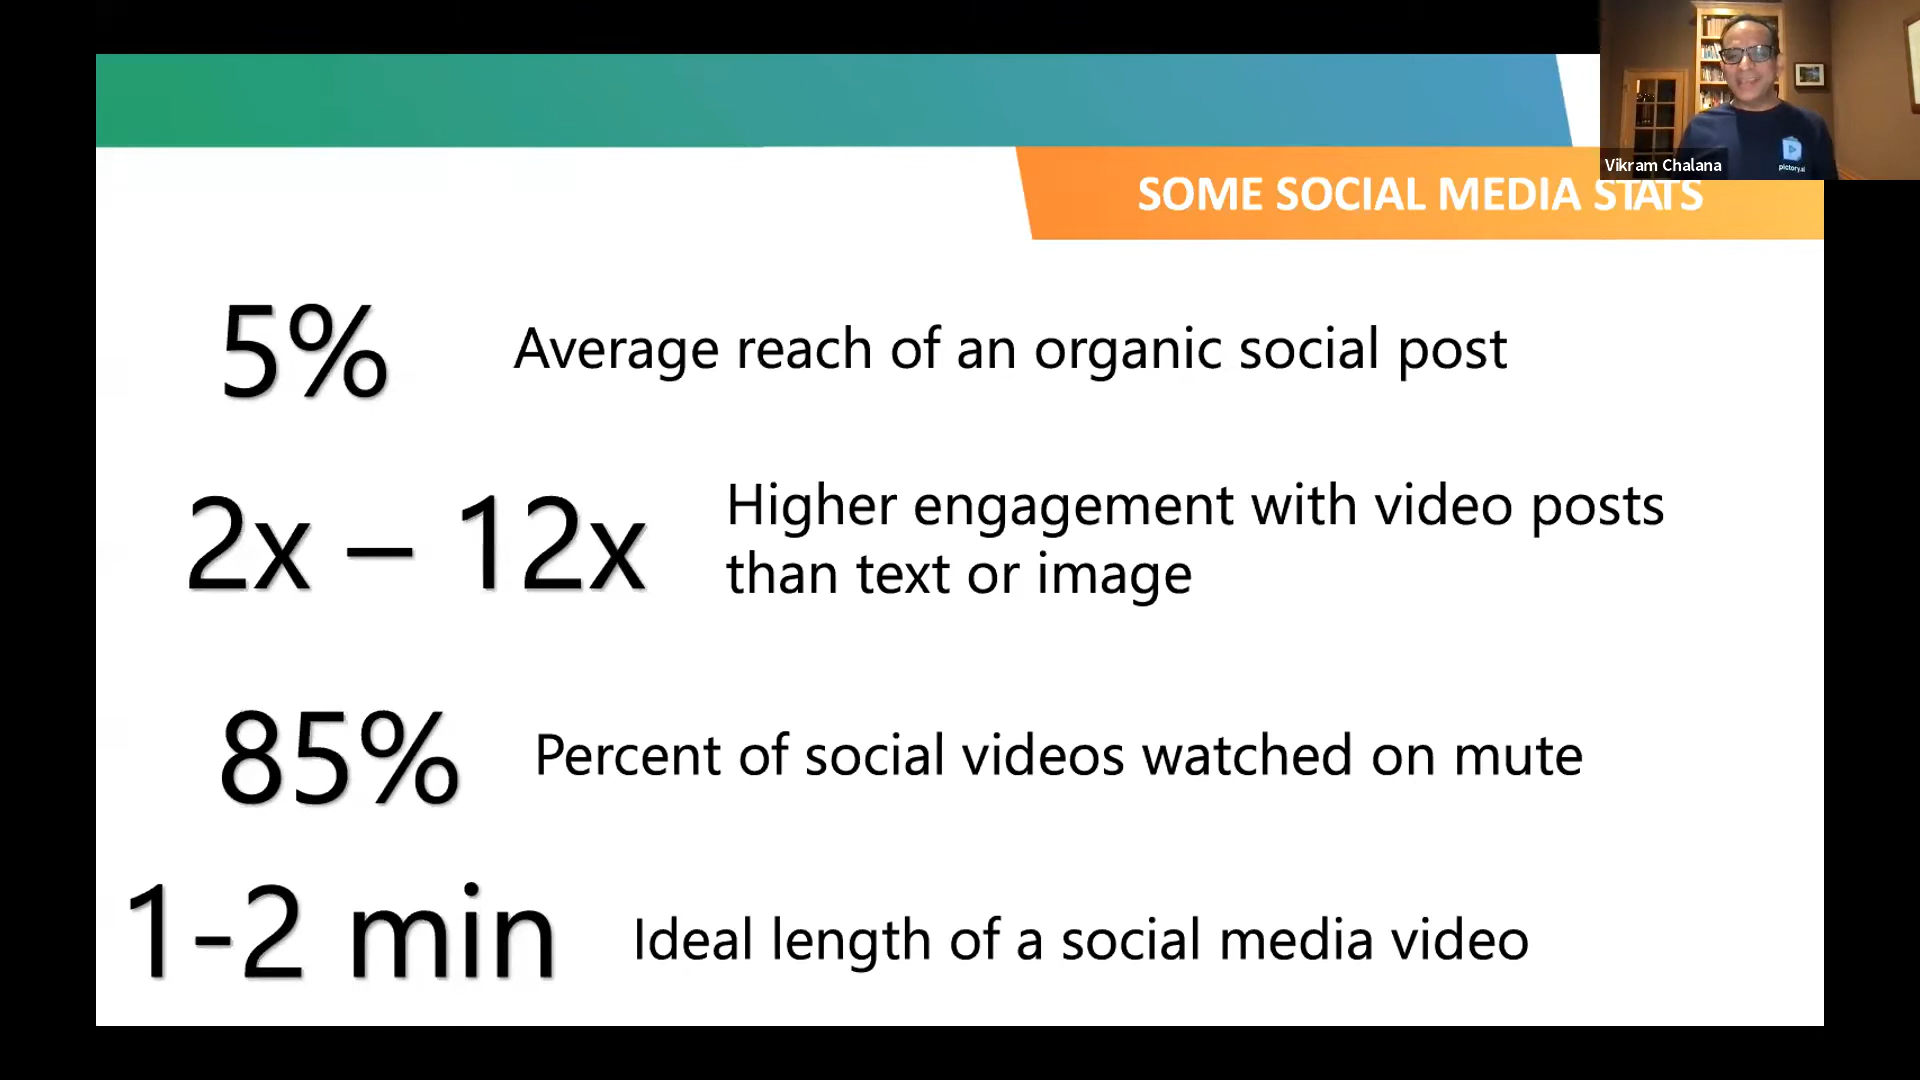 Vikram Chalana
pictory.ai
SOME SOCIAL MEDIA STATS
5%
Average reach of an organic social post
2x – 12x
Higher engagement with video posts
than text or image
85%
Percent of social videos watched on mute
1-2 min
Ideal length of a social media video